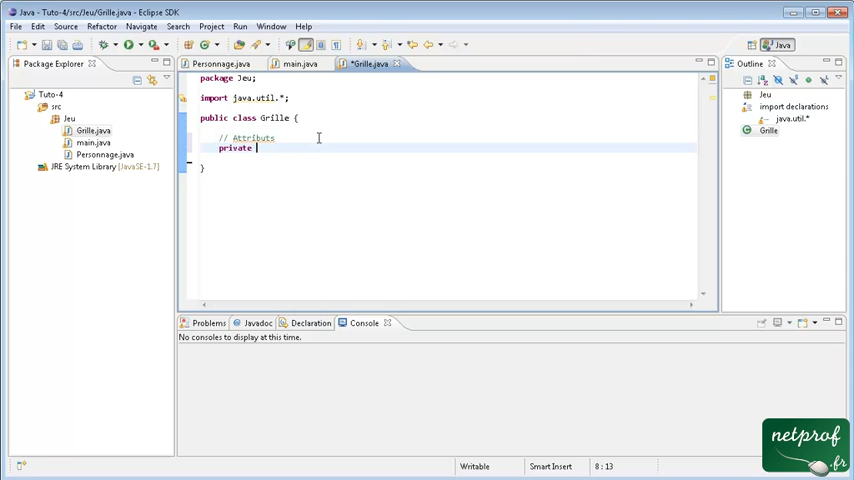 Java - Tuto-4/src/Jeu/Grille.java - Eclipse SDK
File Edit Source Refactor Navigate Search Project Run Window Help
Java
Package Explorer
Tuto-4
src
Jeu
Grille.java
main.java
Personnage.java
JRE System Library [JavaSE-1.7]
Personnage.java main.java *Grille.java
package Jeu;
import java.util.*;
public class Grille {
// Attributs
private
}
Outline
Jeu
import declarations
java.util.*
Grille
Problems Javadoc Declaration Console
No consoles to display at this time.
Writable Smart Insert 8 : 13
netprof
.fr